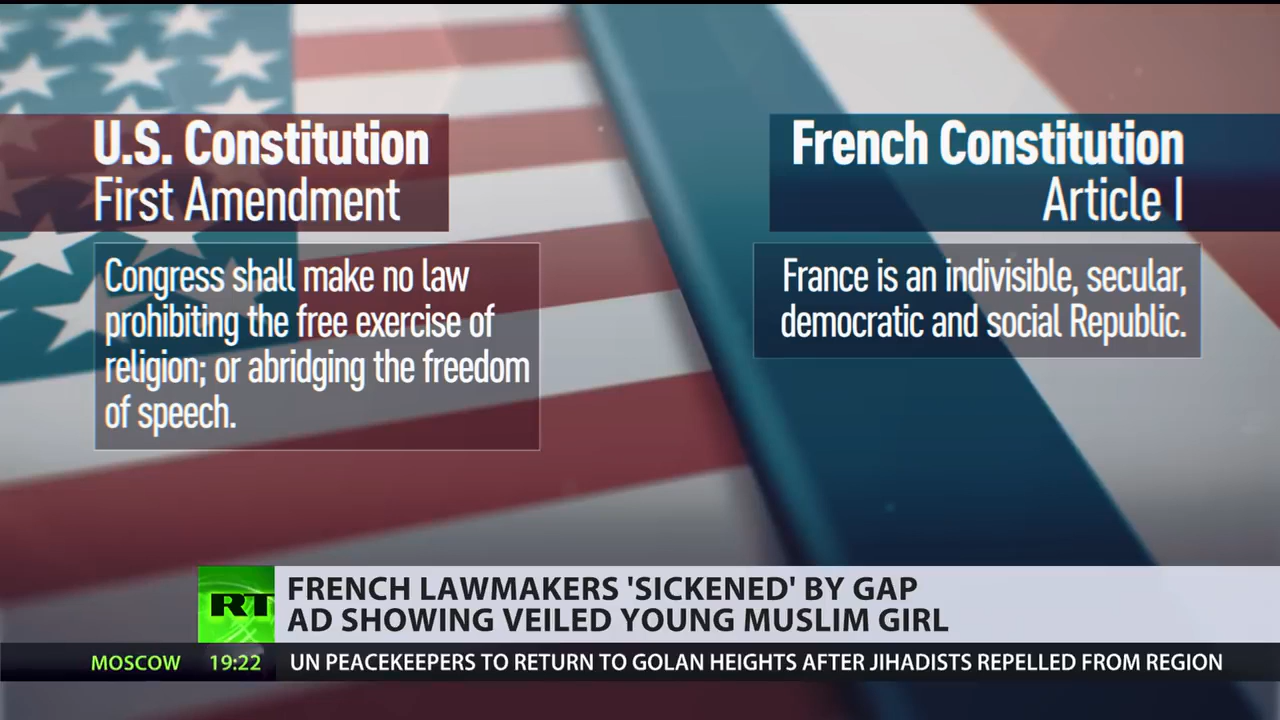 U.S. Constitution
First Amendment
Congress shall make no law
prohibiting the free exercise of
religion; or abridging the freedom
of speech.
French Constitution
Article I
France is an indivisible, secular,
democratic and social Republic.
RT
FRENCH LAWMAKERS 'SICKENED' BY GAP
AD SHOWING VEILED YOUNG MUSLIM GIRL
MOSCOW 19:22 UN PEACEKEEPERS TO RETURN TO GOLAN HEIGHTS AFTER JIHADISTS REPELLED FROM REGION